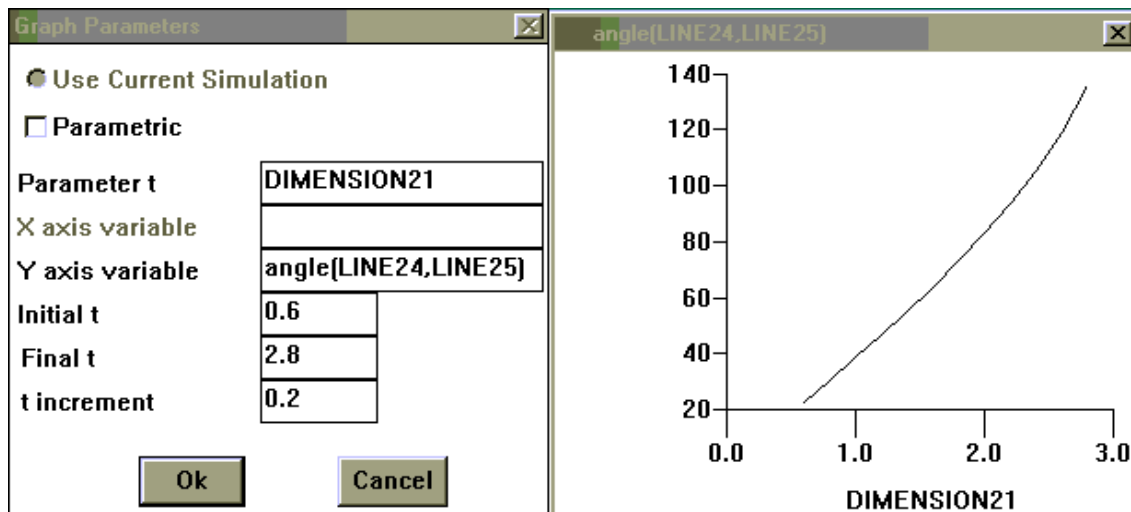 Graph Parameters
Use Current Simulation
Parametric
Parameter t
DIMENSION21
X axis variable
Y axis variable
angle(LINE24,LINE25)
Initial t
0.6
Final t
2.8
t increment
0.2
Ok
Cancel
angle(LINE24,LINE25)
140
120
100
80
60
40
20
0.0
1.0
2.0
3.0
DIMENSION21